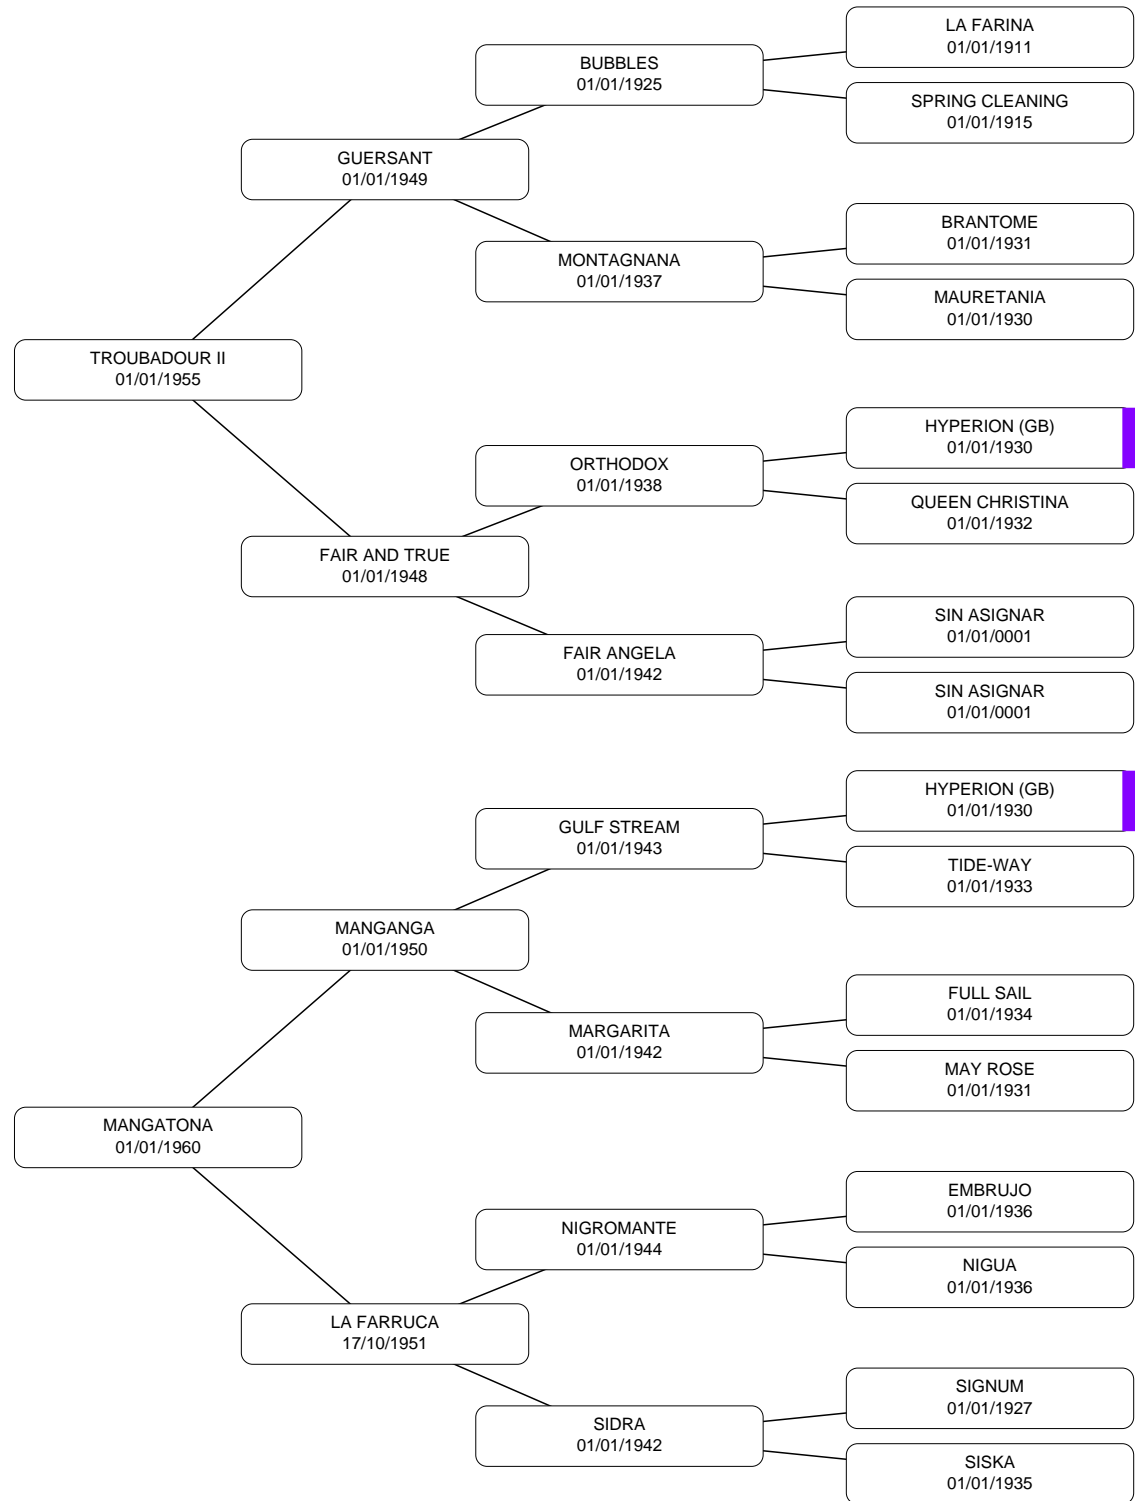 LA FARINA
01/01/1911
BUBBLES
01/01/1925
SPRING CLEANING
01/01/1915
GUERSANT
01/01/1949
BRANTOME
01/01/1931
MONTAGNANA
01/01/1937
MAURETANIA
01/01/1930
TROUBADOUR II
01/01/1955
HYPERION (GB)
01/01/1930
ORTHODOX
01/01/1938
QUEEN CHRISTINA
01/01/1932
FAIR AND TRUE
01/01/1948
SIN ASIGNAR
01/01/0001
FAIR ANGELA
01/01/1942
SIN ASIGNAR
01/01/0001
HYPERION (GB)
01/01/1930
GULF STREAM
01/01/1943
TIDE-WAY
01/01/1933
MANGANGA
01/01/1950
FULL SAIL
01/01/1934
MARGARITA
01/01/1942
MAY ROSE
01/01/1931
MANGATONA
01/01/1960
EMBRUJO
01/01/1936
NIGROMANTE
01/01/1944
NIGUA
01/01/1936
LA FARRUCA
17/10/1951
SIGNUM
01/01/1927
SIDRA
01/01/1942
SISKA
01/01/1935